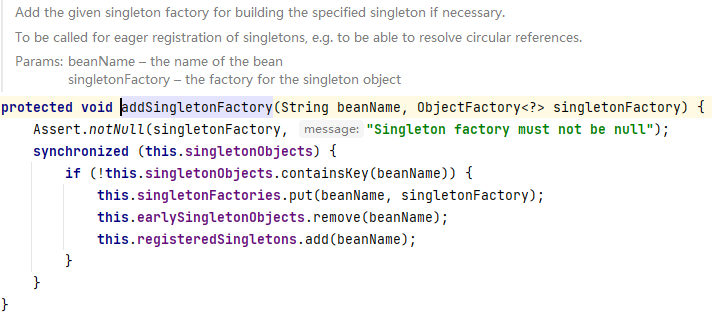 Add the given singleton factory for building the specified singleton if necessary.
To be called for eager registration of singletons, e.g. to be able to resolve circular references.
Params: beanName – the name of the bean
singletonFactory – the factory for the singleton object
protected void addSingletonFactory(String beanName, ObjectFactory<?> singletonFactory) {
    Assert.notNull(singletonFactory, message: "Singleton factory must not be null");
    synchronized (this.singletonObjects) {
        if (!this.singletonObjects.containsKey(beanName)) {
            this.singletonFactories.put(beanName, singletonFactory);
            this.earlySingletonObjects.remove(beanName);
            this.registeredSingletons.add(beanName);
        }
    }
}